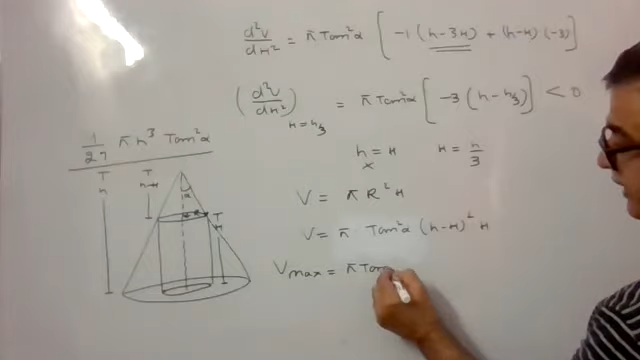 d²V/dH² = π Tan²α [ -1 (h-3H) + (h-H) (-3) ]
(d²V/dH²) H = h/3 = π Tan²α [ -3 (h - h/3) ] < 0
1/27 π h³ Tan²α
h = H H = h/3
x
T T
h h-H
V = π R² H
α
R T
H
V = π Tan²α (h-H)² H
Vmax = π Tan